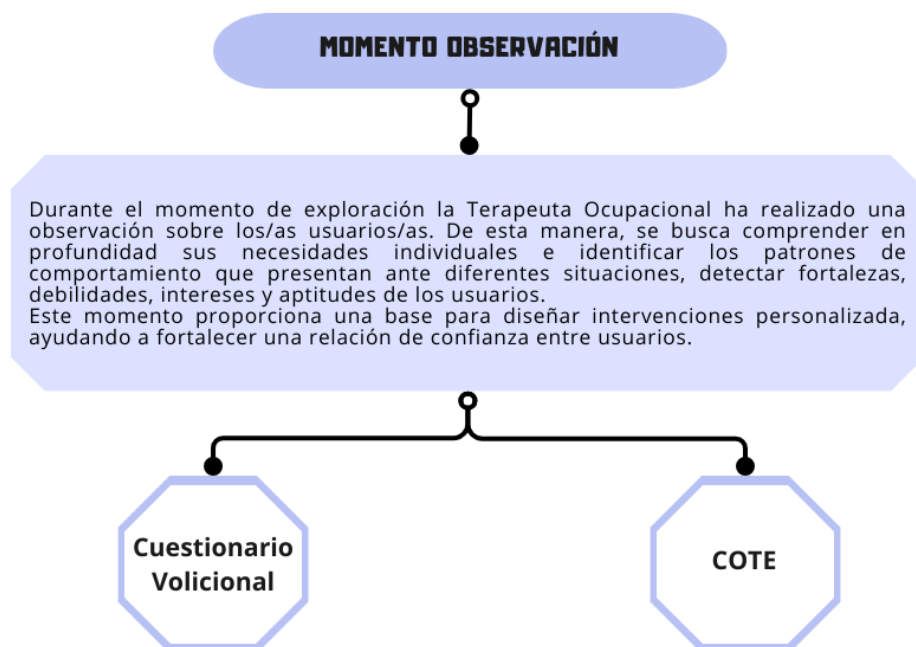 MOMENTO OBSERVACIÓN
Durante el momento de exploración la Terapeuta Ocupacional ha realizado una
observación sobre los/as usuarios/as. De esta manera, se busca comprender en
profundidad sus necesidades individuales e identificar los patrones de
comportamiento que presentan ante diferentes situaciones, detectar fortalezas,
debilidades, intereses y aptitudes de los usuarios.
Este momento proporciona una base para diseñar intervenciones personalizada,
ayudando a fortalecer una relación de confianza entre usuarios.
Cuestionario
Volicional
COTE